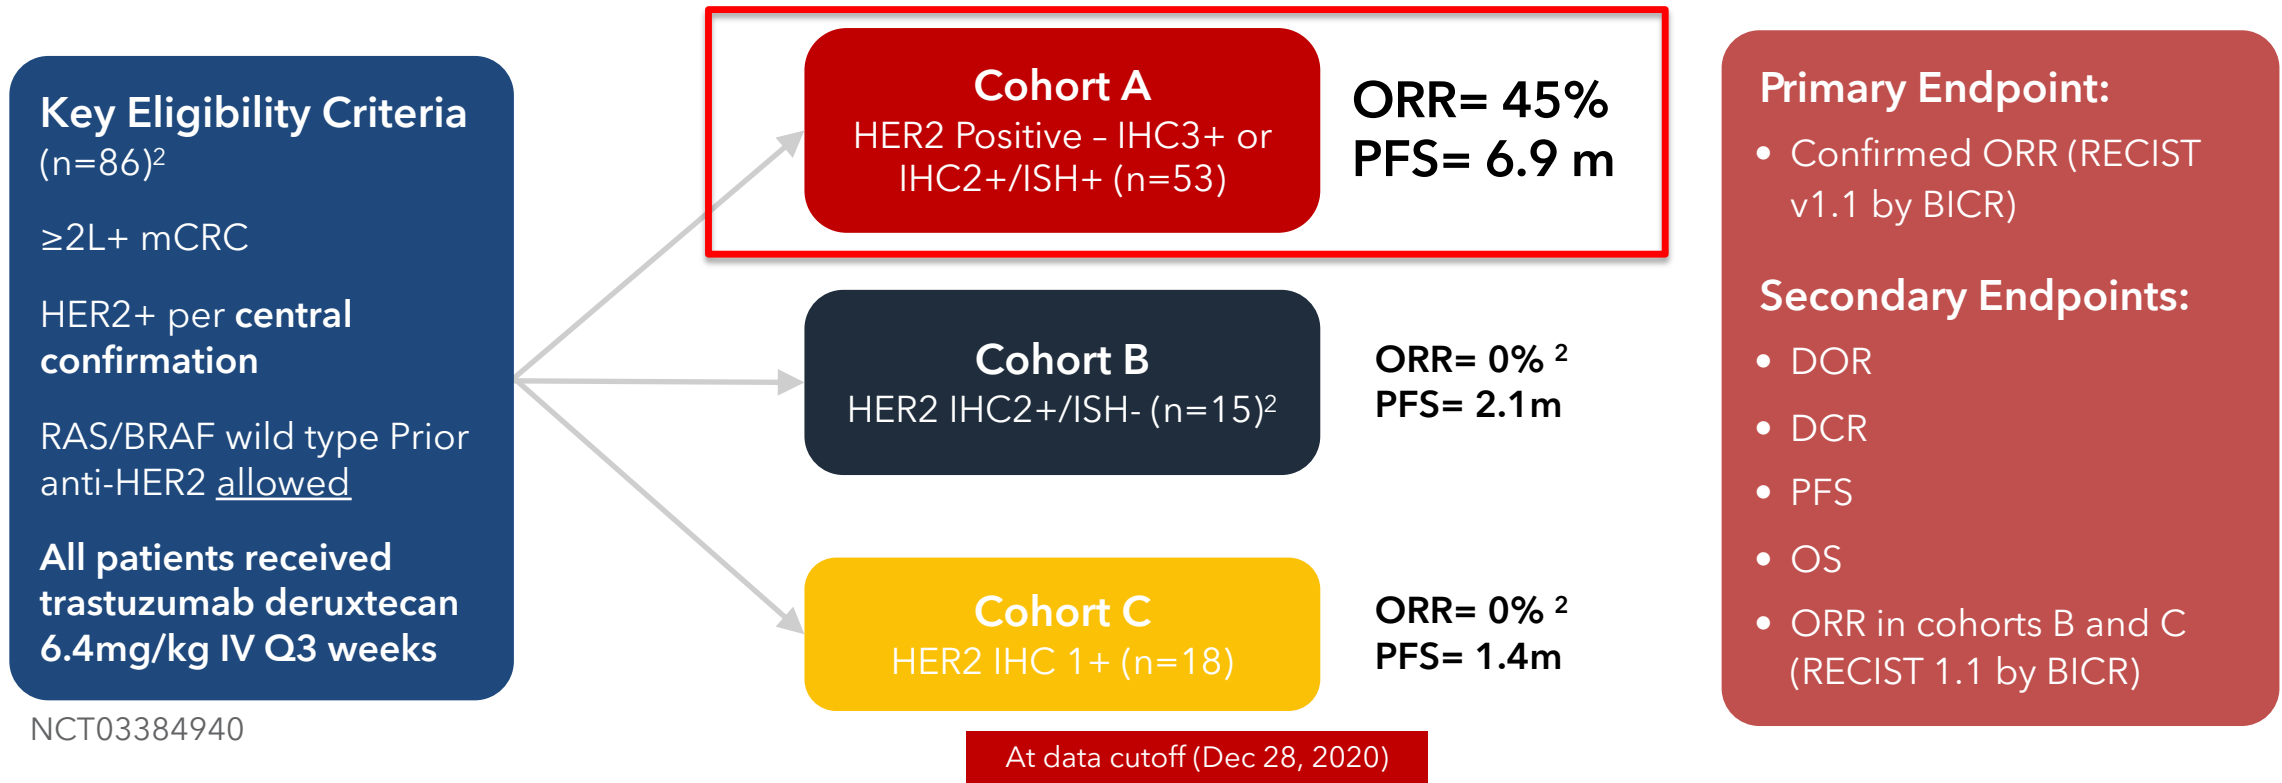 Key Eligibility Criteria
(n=86)²
≥2L+ mCRC
HER2+ per central
confirmation
RAS/BRAF wild type Prior
anti-HER2 allowed
All patients received
trastuzumab deruxtecan
6.4mg/kg IV Q3 weeks
NCT03384940
Cohort A
HER2 Positive – IHC3+ or
IHC2+/ISH+ (n=53)
ORR= 45%
PFS= 6.9 m
Cohort B
HER2 IHC2+/ISH- (n=15)²
ORR= 0% ²
PFS= 2.1m
Cohort C
HER2 IHC 1+ (n=18)
ORR= 0% ²
PFS= 1.4m
At data cutoff (Dec 28, 2020)
Primary Endpoint:
• Confirmed ORR (RECIST
v1.1 by BICR)
Secondary Endpoints:
• DOR
• DCR
• PFS
• OS
• ORR in cohorts B and C
(RECIST 1.1 by BICR)